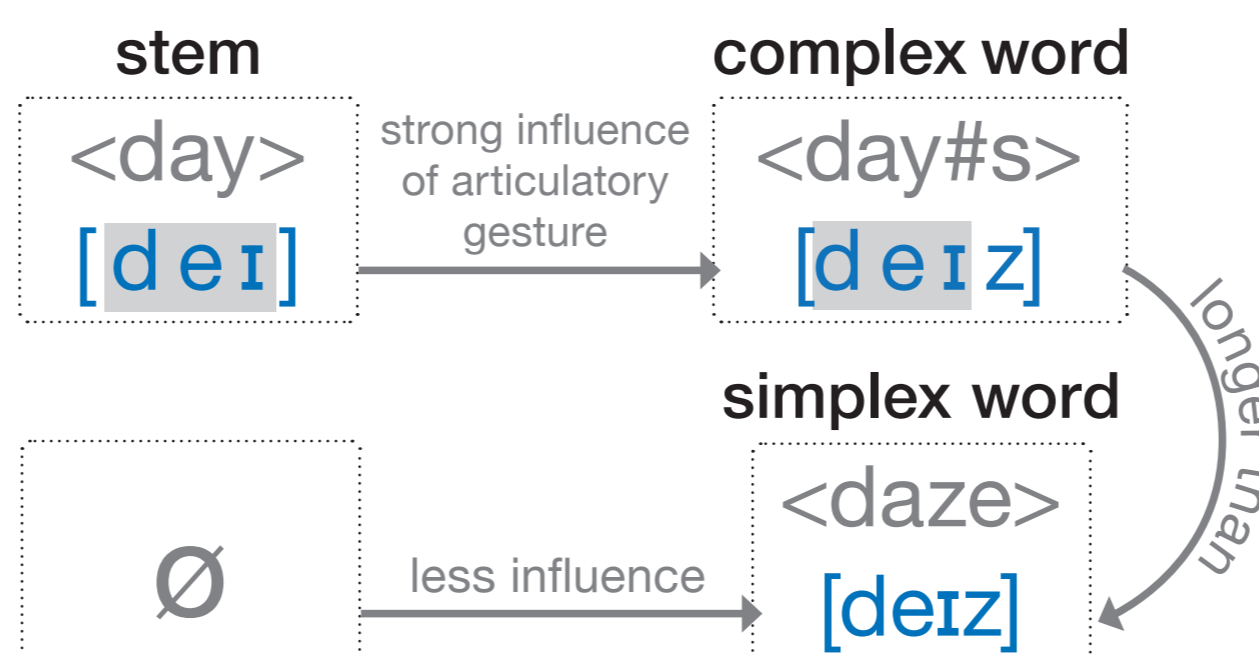 stem
complex word
<day>
strong influence
of articulatory
gesture
<day#s>
[deɪ]
[deɪz]
longer than
simplex word
<daze>
Ø
less influence
[deɪz]